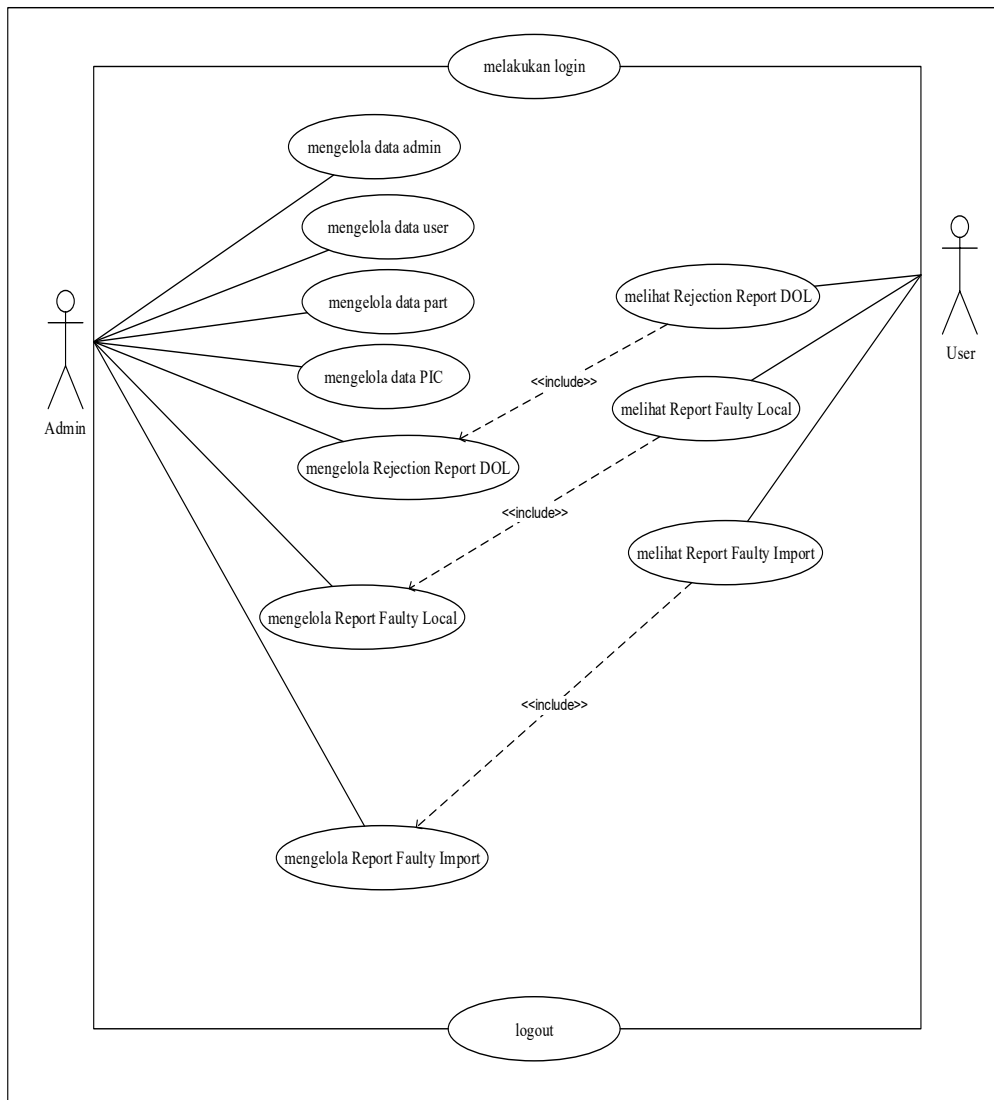 melakukan login
mengelola data admin
mengelola data user
mengelola data part
mengelola data PIC
mengelola Rejection Report DOL
mengelola Report Faulty Local
mengelola Report Faulty Import
Admin
melihat Rejection Report DOL
melihat Report Faulty Local
melihat Report Faulty Import
User
<<include>>
<<include>>
<<include>>
logout